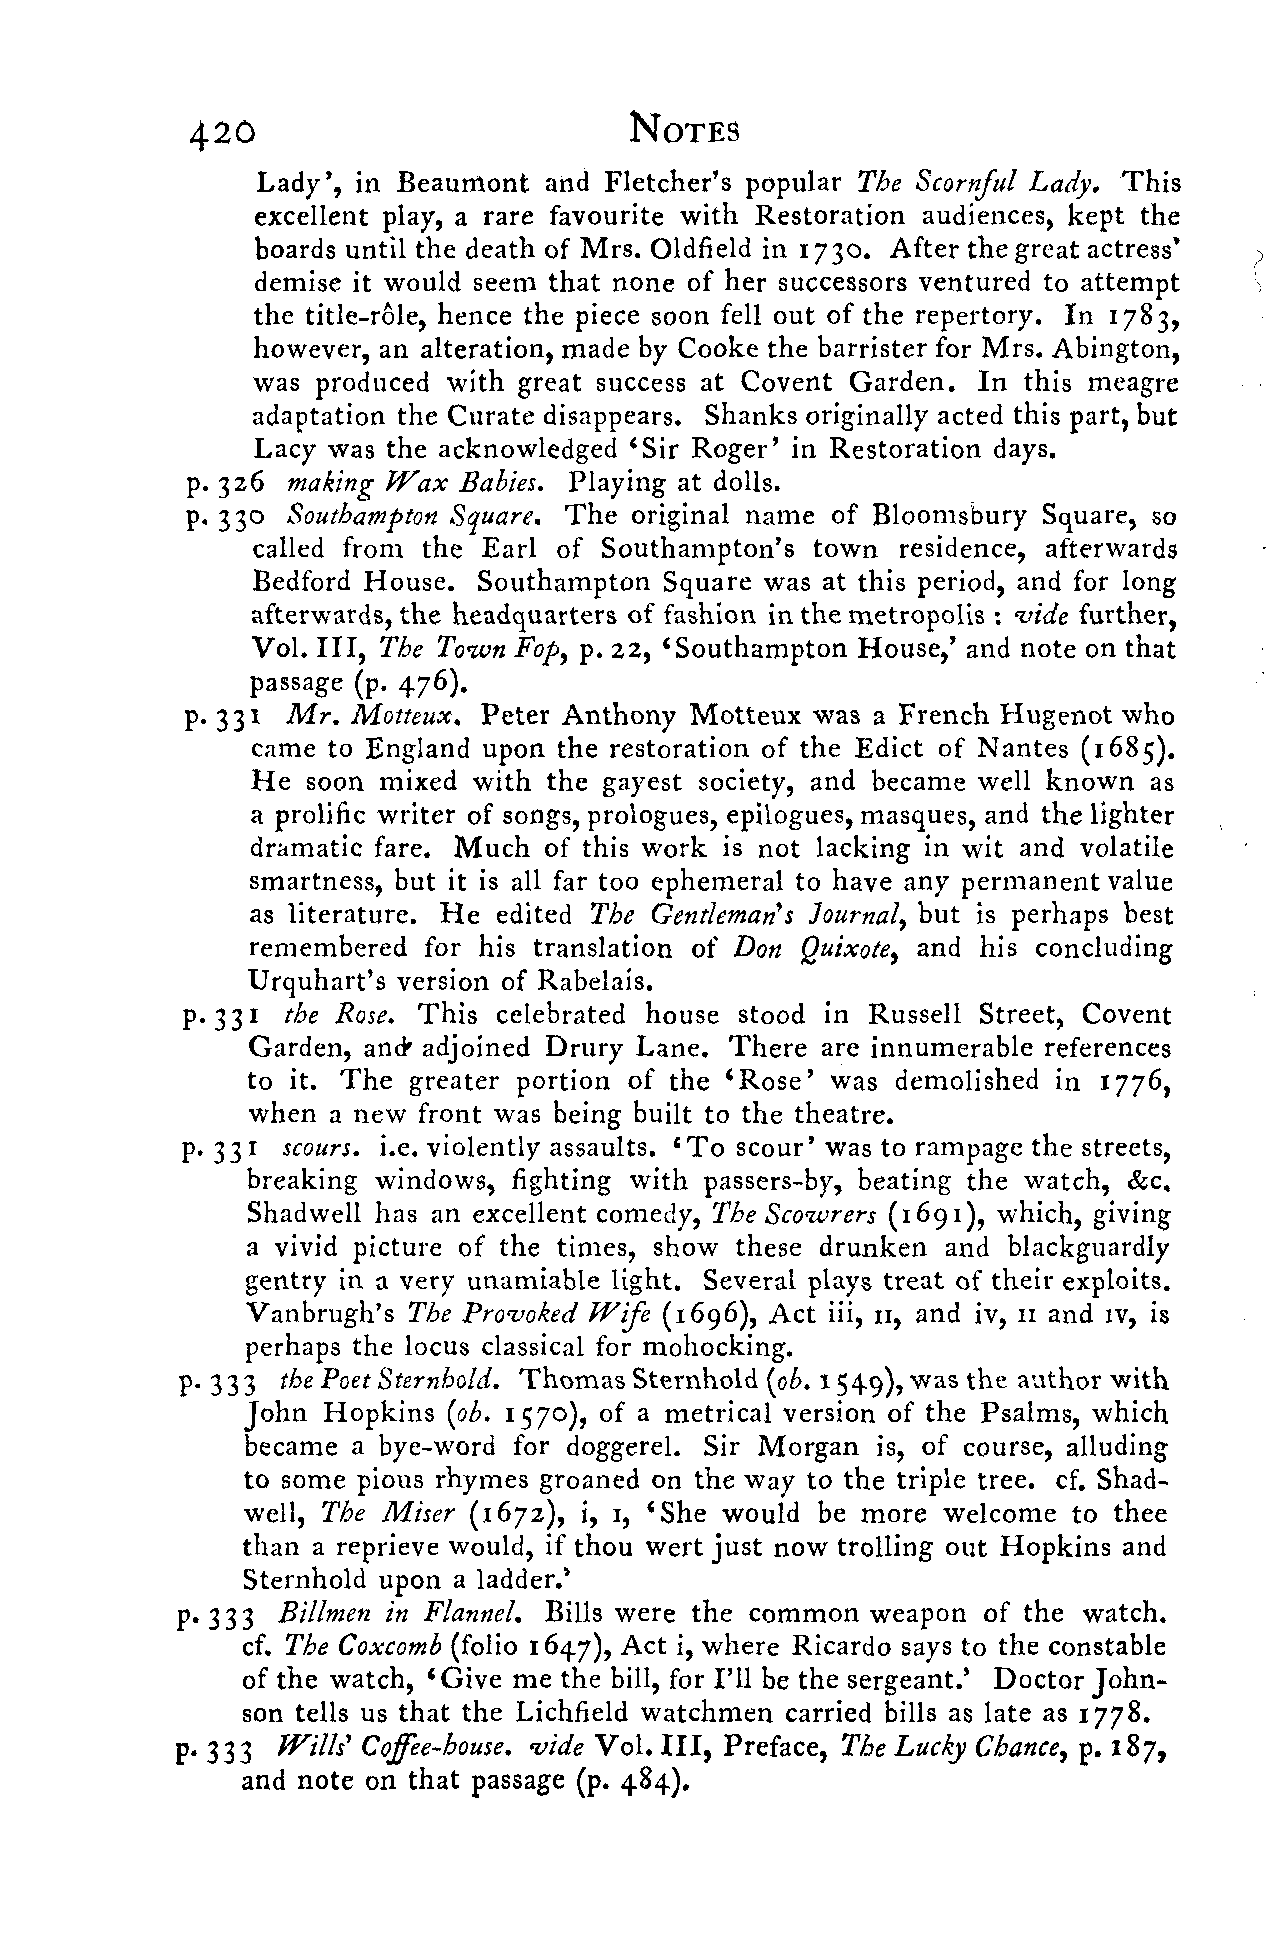 420 NOTES
Lady', in Beaumont and Fletcher's popular The Scornful Lady. This
excellent play, a rare favourite with Restoration audiences, kept the
boards until the death of Mrs. Oldfield in 1730. After the great actress'
demise it would seem that none of her successors ventured to attempt
the title-rôle, hence the piece soon fell out of the repertory. In 1783,
however, an alteration, made by Cooke the barrister for Mrs. Abington,
was produced with great success at Covent Garden. In this meagre
adaptation the Curate disappears. Shanks originally acted this part, but
Lacy was the acknowledged 'Sir Roger' in Restoration days.
p. 326 making Wax Babies. Playing at dolls.
p. 330 Southampton Square. The original name of Bloomsbury Square, so
called from the Earl of Southampton's town residence, afterwards
Bedford House. Southampton Square was at this period, and for long
afterwards, the headquarters of fashion in the metropolis : vide further,
Vol. III, The Town Fop, p. 22, 'Southampton House,' and note on that
passage (p. 476).
p. 331 Mr. Motteux. Peter Anthony Motteux was a French Hugenot who
came to England upon the restoration of the Edict of Nantes (1685).
He soon mixed with the gayest society, and became well known as
a prolific writer of songs, prologues, epilogues, masques, and the lighter
dramatic fare. Much of this work is not lacking in wit and volatile
smartness, but it is all far too ephemeral to have any permanent value
as literature. He edited The Gentleman's Journal, but is perhaps best
remembered for his translation of Don Quixote, and his concluding
Urquhart's version of Rabelais.
p. 331 the Rose. This celebrated house stood in Russell Street, Covent
Garden, and adjoined Drury Lane. There are innumerable references
to it. The greater portion of the 'Rose' was demolished in 1776,
when a new front was being built to the theatre.
p. 331 scours. i.e. violently assaults. 'To scour' was to rampage the streets,
breaking windows, fighting with passers-by, beating the watch, &c.
Shadwell has an excellent comedy, The Scowrers (1691), which, giving
a vivid picture of the times, show these drunken and blackguardly
gentry in a very unamiable light. Several plays treat of their exploits.
Vanbrugh's The Provoked Wife (1696), Act iii, II, and iv, II and IV, is
perhaps the locus classical for mohocking.
p. 333 the Poet Sternhold. Thomas Sternhold (ob. 1549), was the author with
John Hopkins (ob. 1570), of a metrical version of the Psalms, which
became a bye-word for doggerel. Sir Morgan is, of course, alluding
to some pious rhymes groaned on the way to the triple tree. cf. Shad-
well, The Miser (1672), i, I, 'She would be more welcome to thee
than a reprieve would, if thou wert just now trolling out Hopkins and
Sternhold upon a ladder.'
p. 333 Billmen in Flannel. Bills were the common weapon of the watch.
cf. The Coxcomb (folio 1647), Act i, where Ricardo says to the constable
of the watch, 'Give me the bill, for I'll be the sergeant.' Doctor John-
son tells us that the Lichfield watchmen carried bills as late as 1778.
p. 333 Wills' Coffee-house. vide Vol. III, Preface, The Lucky Chance, p. 187,
and note on that passage (p. 484).